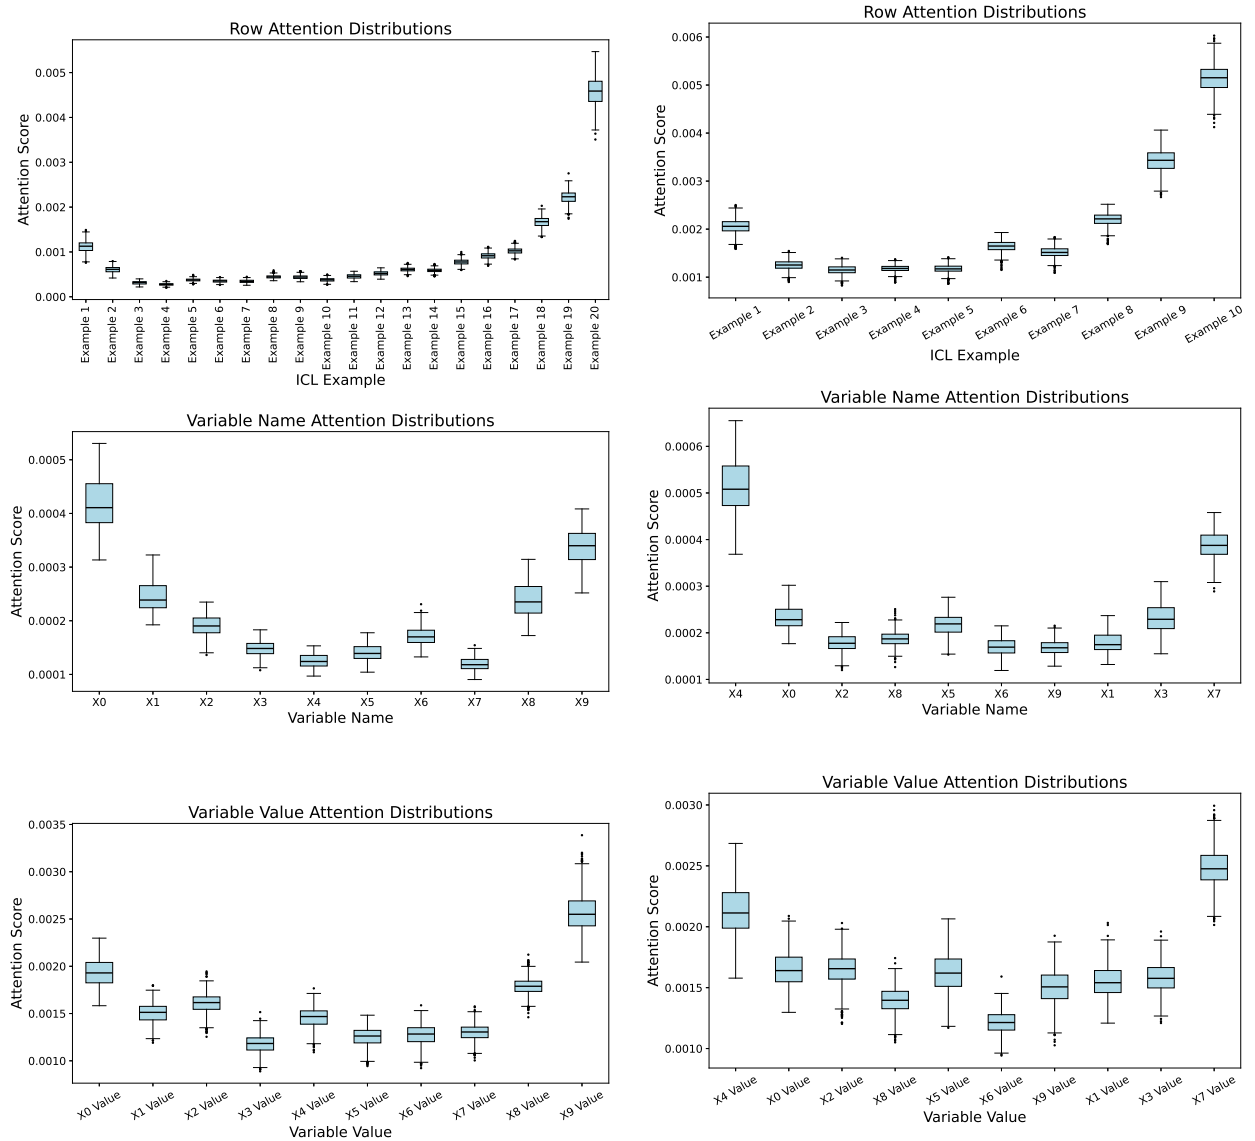 Row Attention Distributions
Attention Score
0.005
0.004
0.003
0.002
0.001
0.000
Example 1
Example 2
Example 3
Example 4
Example 5
Example 6
Example 7
Example 8
Example 9
Example 10
Example 11
Example 12
Example 13
Example 14
Example 15
Example 16
Example 17
Example 18
Example 19
Example 20
ICL Example
Row Attention Distributions
Attention Score
0.006
0.005
0.004
0.003
0.002
0.001
Example 1
Example 2
Example 3
Example 4
Example 5
Example 6
Example 7
Example 8
Example 9
Example 10
ICL Example
Variable Name Attention Distributions
Attention Score
0.0005
0.0004
0.0003
0.0002
0.0001
X0 X1 X2 X3 X4 X5 X6 X7 X8 X9
Variable Name
Variable Name Attention Distributions
Attention Score
0.0006
0.0005
0.0004
0.0003
0.0002
0.0001
X4 X0 X2 X8 X5 X6 X9 X1 X3 X7
Variable Name
Variable Value Attention Distributions
Attention Score
0.0035
0.0030
0.0025
0.0020
0.0015
0.0010
X0 Value
X1 Value
X2 Value
X3 Value
X4 Value
X5 Value
X6 Value
X7 Value
X8 Value
X9 Value
Variable Value
Variable Value Attention Distributions
Attention Score
0.0030
0.0025
0.0020
0.0015
0.0010
X4 Value
X0 Value
X2 Value
X8 Value
X5 Value
X6 Value
X9 Value
X1 Value
X3 Value
X7 Value
Variable Value